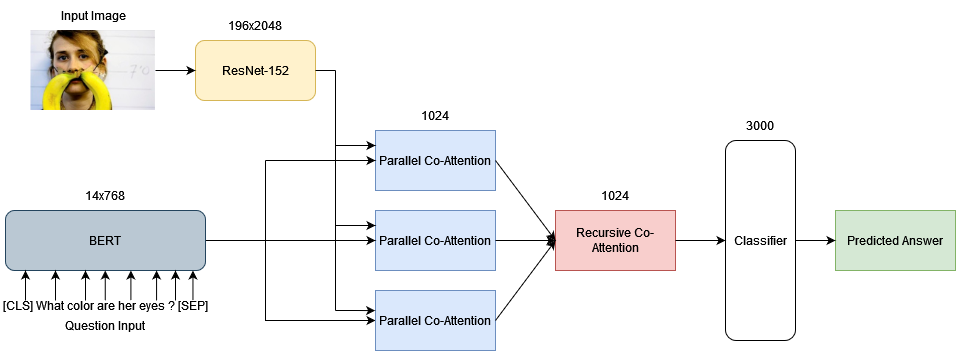 Input Image
196x2048
ResNet-152
1024
Parallel Co-Attention
14x768
BERT
Parallel Co-Attention
1024
Recursive Co-
Attention
3000
Classifier
Predicted Answer
[CLS] What color are her eyes ? [SEP]
Question Input
Parallel Co-Attention